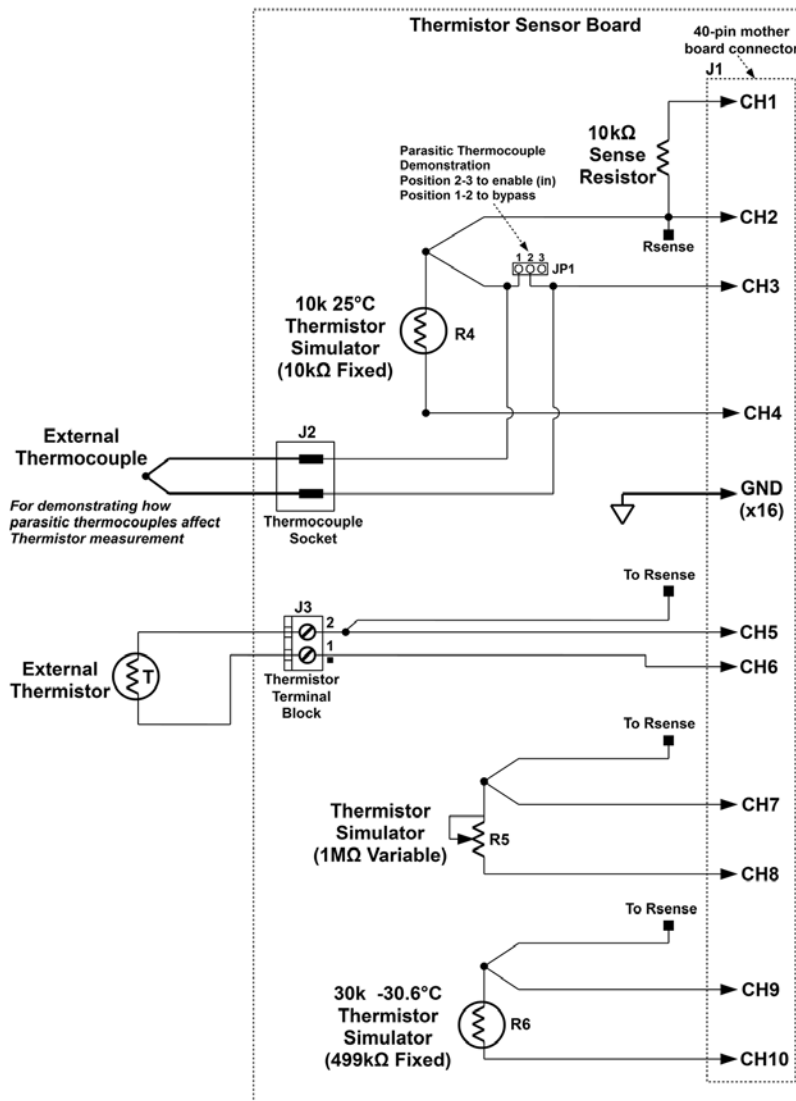 Thermistor Sensor Board
40-pin mother
board connector
J1
CH1
10kΩ
Sense
Resistor
Parasitic Thermocouple
Demonstration
Position 2-3 to enable (in)
Position 1-2 to bypass
CH2
Rsense
1 2 3
JP1
CH3
10k 25°C
Thermistor
Simulator
(10kΩ Fixed)
R4
CH4
External
Thermocouple
J2
For demonstrating how
parasitic thermocouples affect
Thermistor measurement
Thermocouple
Socket
GND
(x16)
To Rsense
J3
2
CH5
1
CH6
External
Thermistor
T
Thermistor
Terminal
Block
To Rsense
CH7
Thermistor
Simulator
(1MΩ Variable)
R5
CH8
To Rsense
CH9
30k -30.6°C
Thermistor
Simulator
(499kΩ Fixed)
R6
CH10